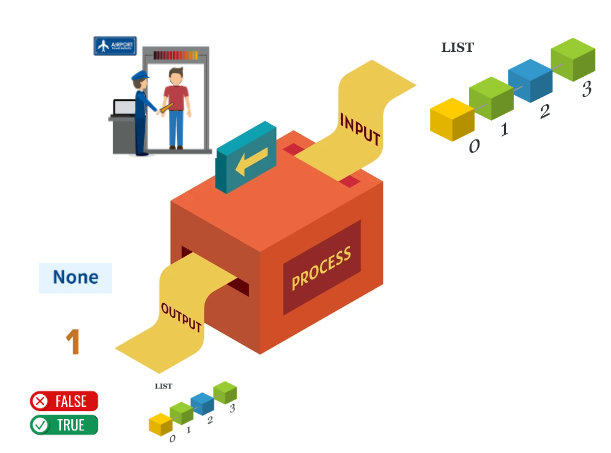 AIRPORT
LIST
0
1
2
3
INPUT
PROCESS
OUTPUT
None
1
FALSE
TRUE
LIST
0
1
2
3